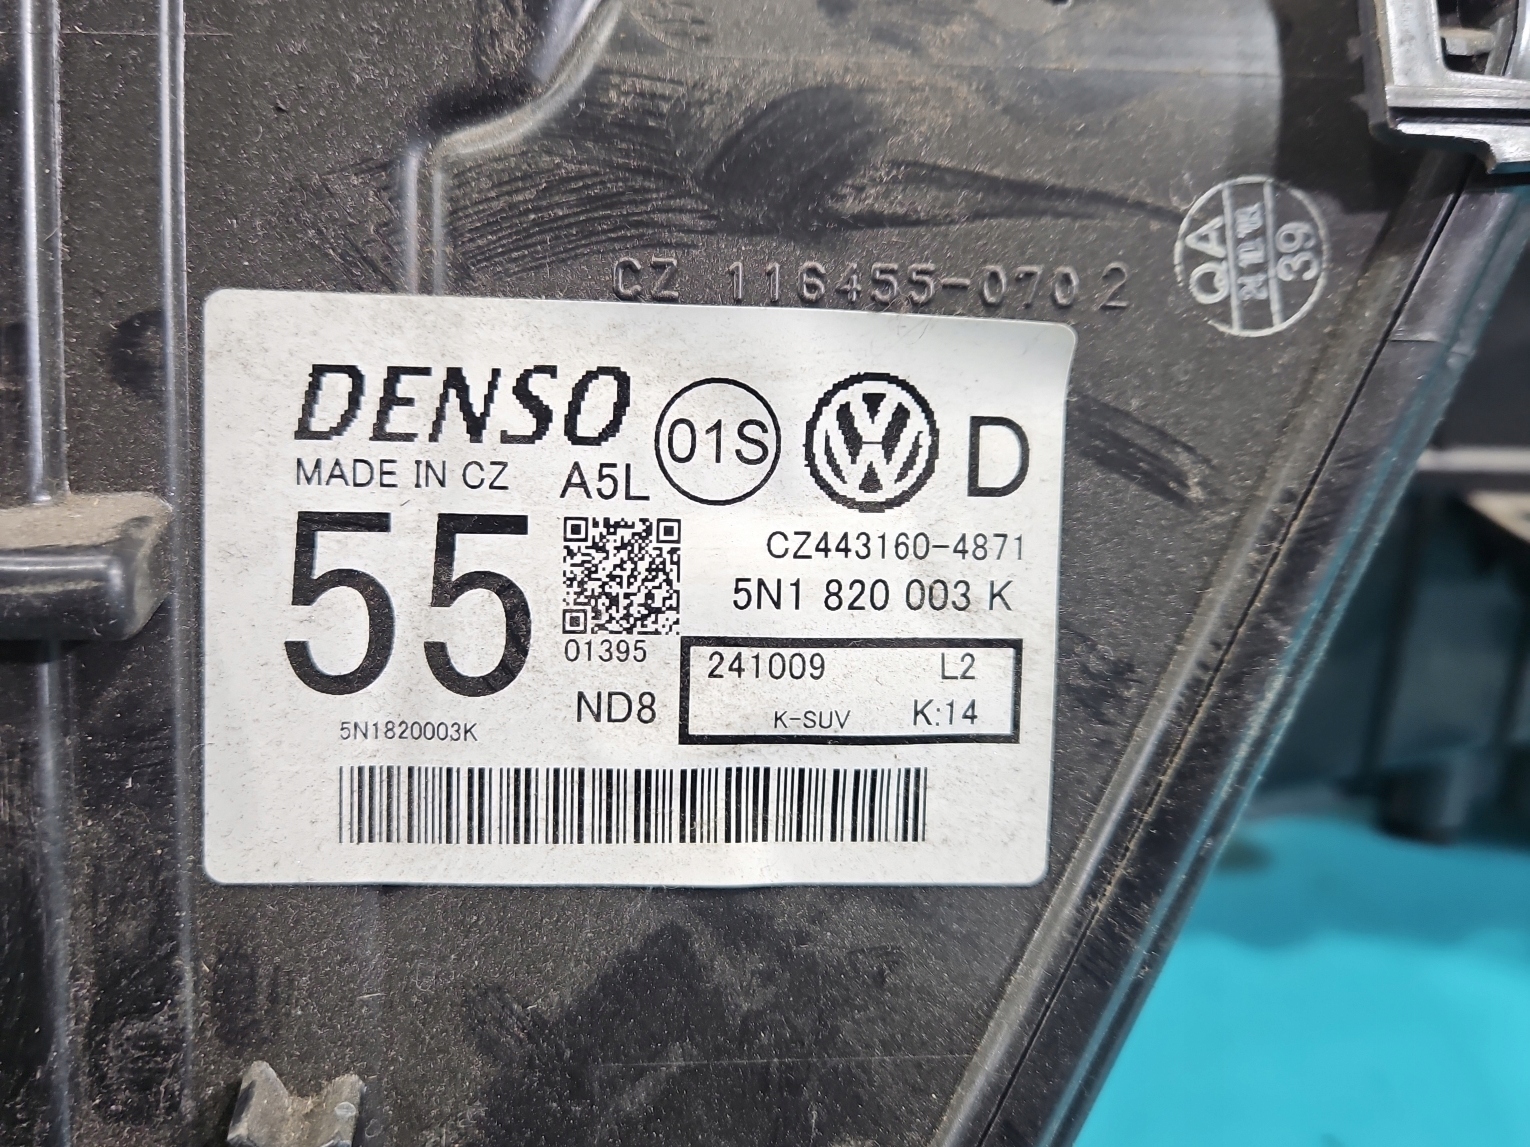 CZ 116455-0702
QA
39
DENSO
01S
D
MADE IN CZ
A5L
55
CZ443160-4871
5N1 820 003 K
01395
241009 L2
ND8
K-SUV K:14
5N1820003K